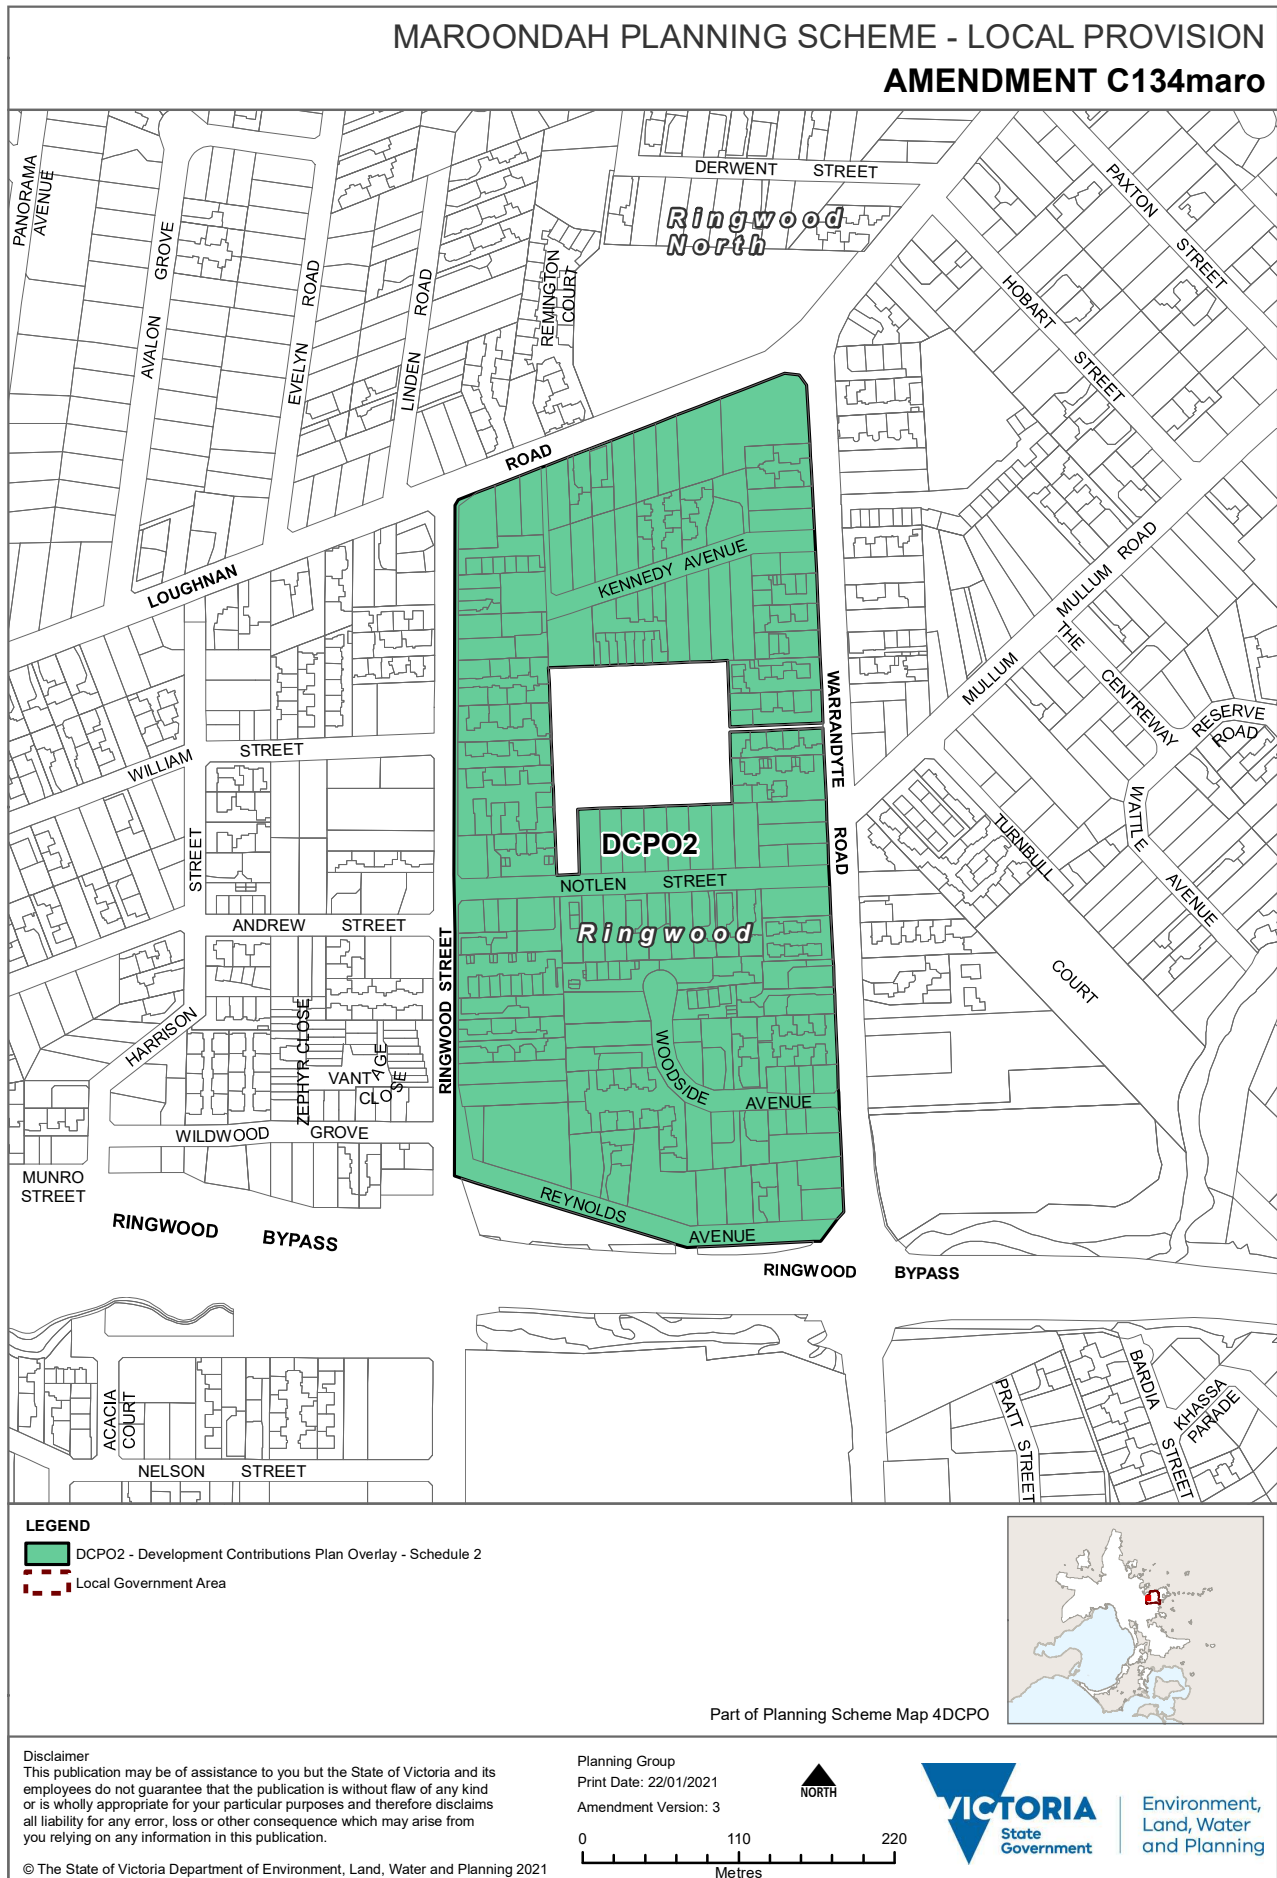 MAROONDAH PLANNING SCHEME - LOCAL PROVISION
AMENDMENT C134maro
PANORAMA
AVENUE
AVALON GROVE
EVELYN ROAD
LINDEN ROAD
REMINGTON
COURT
DERWENT STREET
Ringwood
North
PAXTON
STREET
HOBART
STREET
ROAD
LOUGHNAN
KENNEDY AVENUE
MULLUM MULLUM ROAD
THE
CENTREWAY
RESERVE
ROAD
WARRANDYTE
ROAD
WILLIAM
STREET
WATTLE
AVENUE
TURNBULL
COURT
DCPO2
NOTLEN STREET
Ringwood
STREET
ANDREW STREET
RINGWOOD STREET
HARRISON
ZEPHYR CLOSE
VANTAGE
CLOSE
WOODSIDE
AVENUE
WILDWOOD GROVE
MUNRO
STREET
REYNOLDS
AVENUE
RINGWOOD BYPASS
RINGWOOD BYPASS
ACACIA
COURT
NELSON STREET
PRATT STREET
BARDIA
STREET
KHASSA
PARADE
LEGEND
DCPO2 - Development Contributions Plan Overlay - Schedule 2
Local Government Area
Part of Planning Scheme Map 4DCPO
Disclaimer
This publication may be of assistance to you but the State of Victoria and its
employees do not guarantee that the publication is without flaw of any kind
or is wholly appropriate for your particular purposes and therefore disclaims
all liability for any error, loss or other consequence which may arise from
you relying on any information in this publication.
© The State of Victoria Department of Environment, Land, Water and Planning 2021
Planning Group
Print Date: 22/01/2021
Amendment Version: 3
NORTH
0 110 220
Metres
VICTORIA
State
Government
Environment,
Land, Water
and Planning